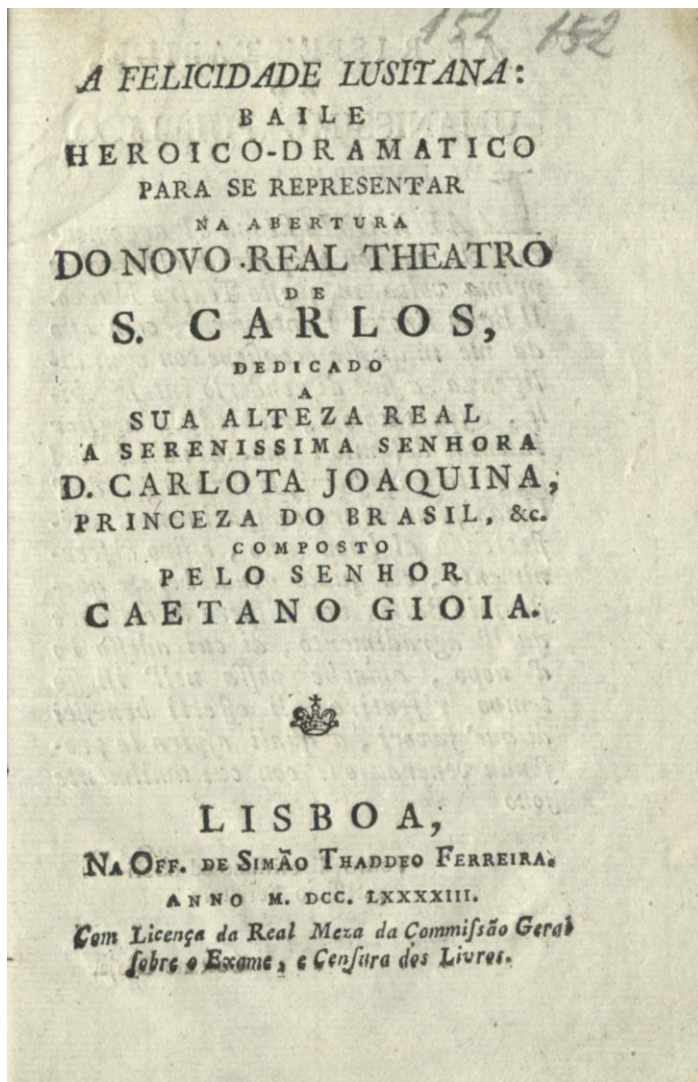 152 152
A FELICIDADE LUSITANA:
BAILE
HEROICO-DRAMATICO
PARA SE REPRESENTAR
NA ABERTURA
DO NOVO REAL THEATRO
DE
S. CARLOS,
DEDICADO
A
SUA ALTEZA REAL
A SERENISSIMA SENHORA
D. CARLOTA JOAQUINA,
PRINCEZA DO BRASIL, &c.
COMPOSTO
PELO SENHOR
CAETANO GIOIA.
LISBOA,
NA OFF. DE SIMÃO THADDEO FERREIRA.
ANNO M. DCC. LXXXXIII.
Com Licença da Real Meza da Commiſsão Geral
ſobre o Exame, e Cenſura dos Livros.